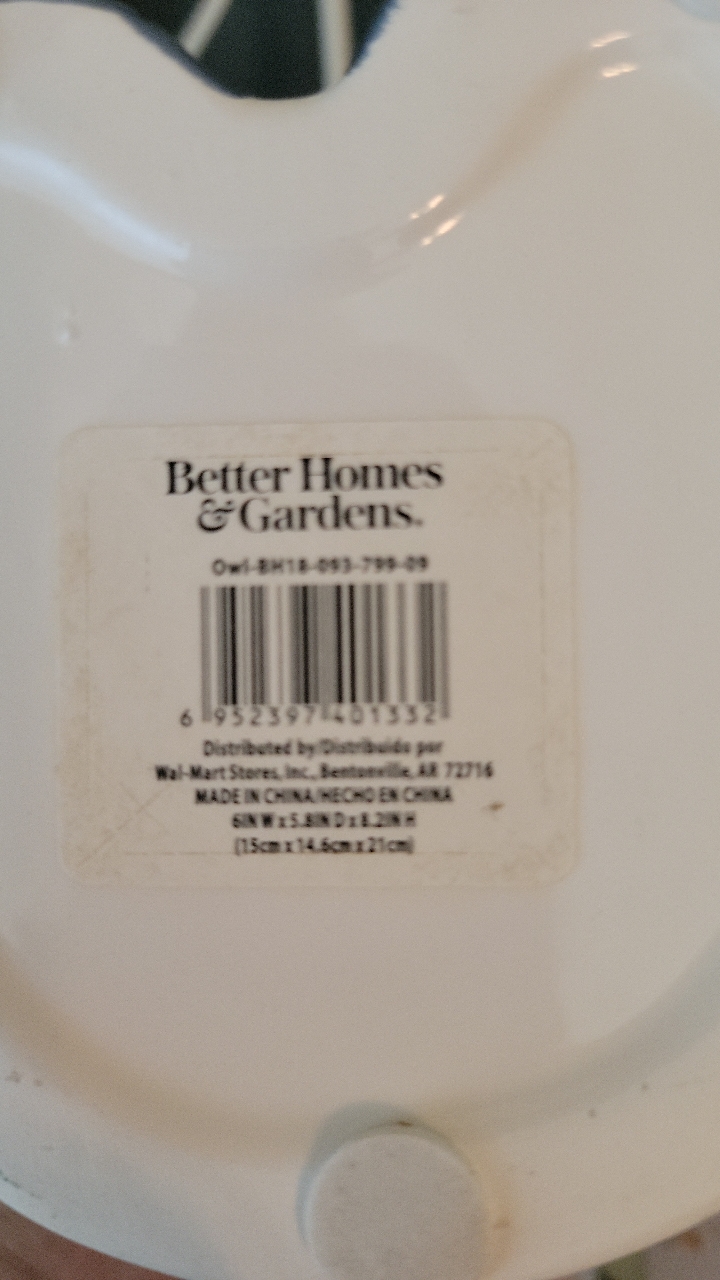 Better Homes
& Gardens.
Owl-BH18-093-799-09
6 952397 401332
Distributed by/Distribuido por
Wal-Mart Stores, Inc., Bentonville, AR 72716
MADE IN CHINA/HECHO EN CHINA
6IN W x 5.8IN D x 8.2IN H
(15cm x 14.6cm x 21cm)